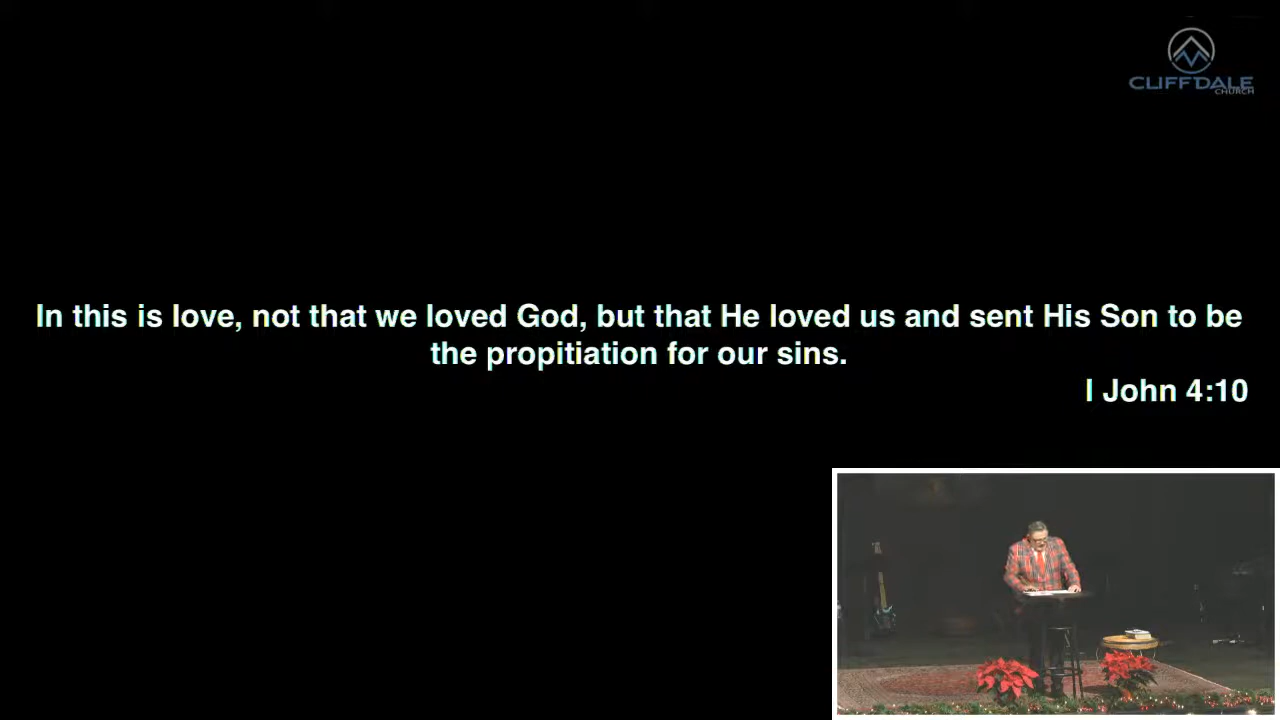 CLIFFDALE
CHURCH
In this is love, not that we loved God, but that He loved us and sent His Son to be
the propitiation for our sins.
I John 4:10